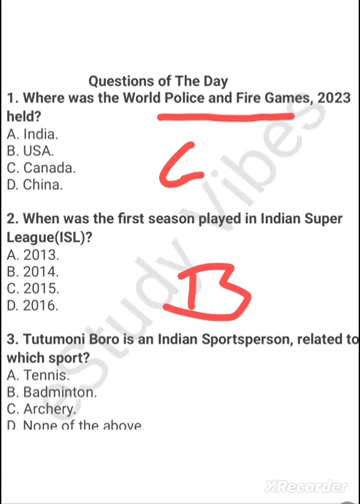 Questions of The Day
1. Where was the World Police and Fire Games, 2023
held?
A. India.
B. USA.
C. Canada.
D. China.
C
2. When was the first season played in Indian Super
League(ISL)?
A. 2013.
B. 2014.
C. 2015.
D. 2016.
B
3. Tutumoni Boro is an Indian Sportsperson, related to
which sport?
A. Tennis.
B. Badminton.
C. Archery.
D. None of the above
eStudy Vibes
XRecorder